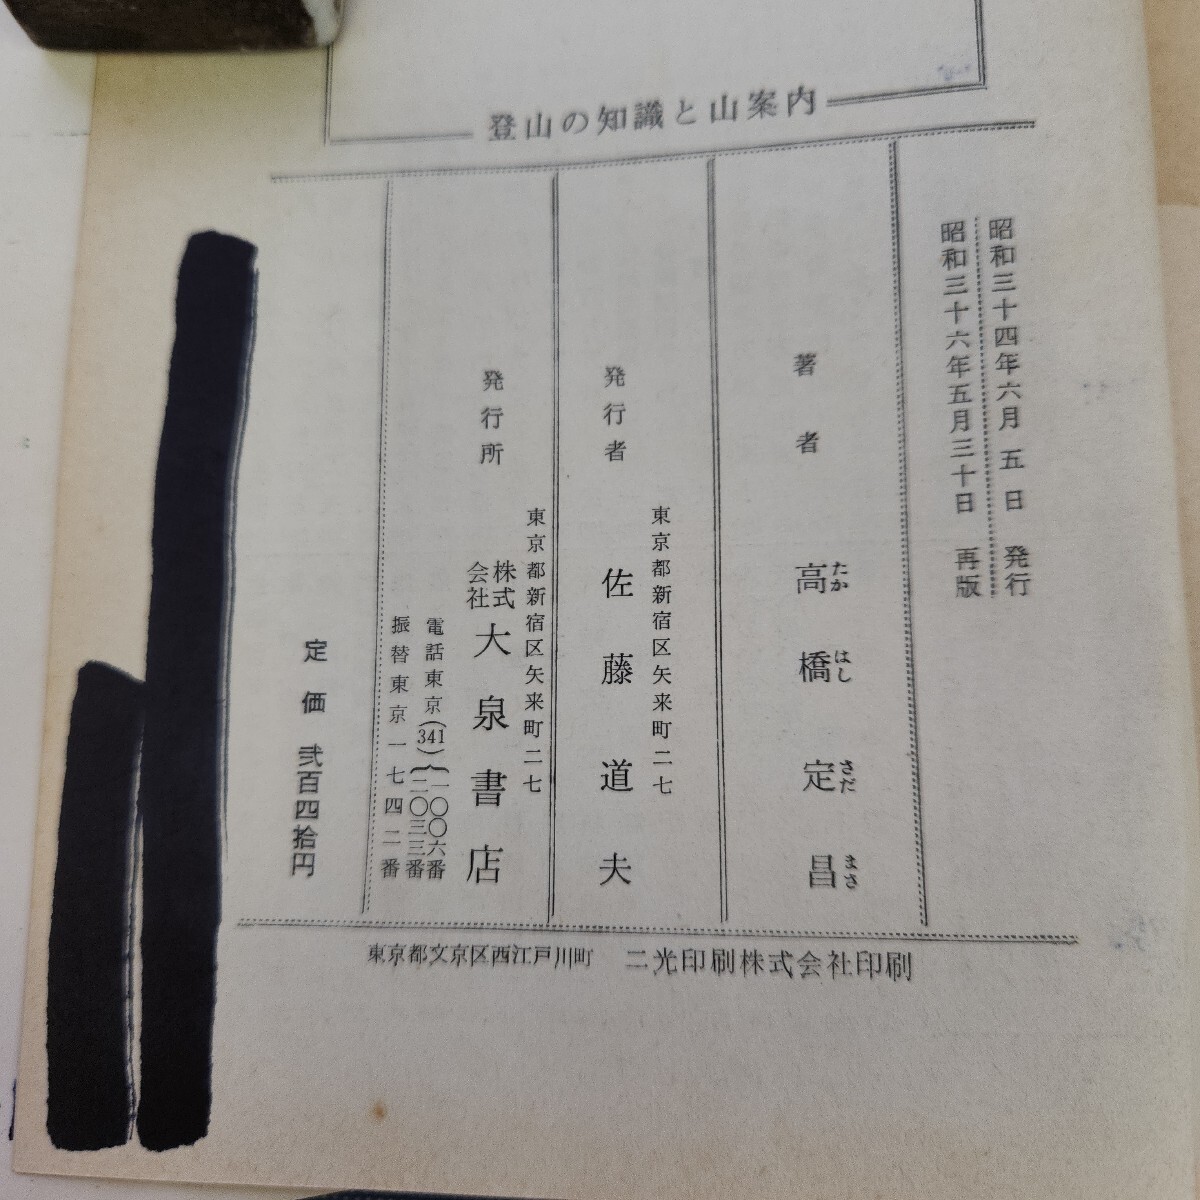 登山の知識と山案内
昭和三十四年六月 五 日 発行
昭和三十六年五月三十日 再版
著者 高橋定昌
たか はし さだ まさ
東京都新宿区矢来町二七
発行者 佐藤道夫
東京都新宿区矢来町二七
発行所 株式会社 大泉書店
電話東京(341)(一〇〇六番
二〇三三番
振替東京一七四二番
定価 弐百四拾円
東京都文京区西江戸川町 二光印刷株式会社印刷